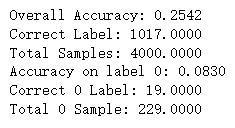 Overall Accuracy: 0.2542
Correct Label: 1017.0000
Total Samples: 4000.0000
Accuracy on label 0: 0.0830
Correct 0 Label: 19.0000
Total 0 Sample: 229.0000